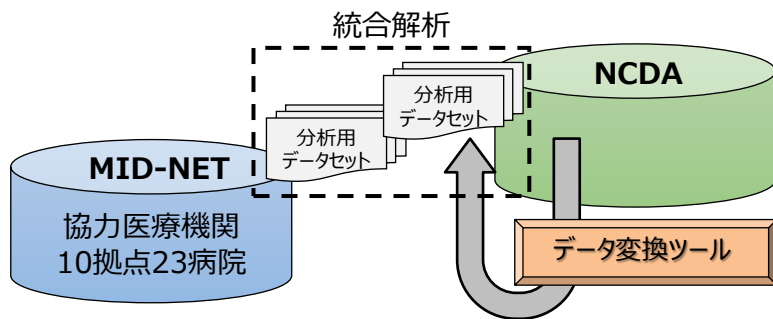 統合解析
NCDA
分析用
データセット
分析用
データセット
MID-NET
協力医療機関
10拠点23病院
データ変換ツール